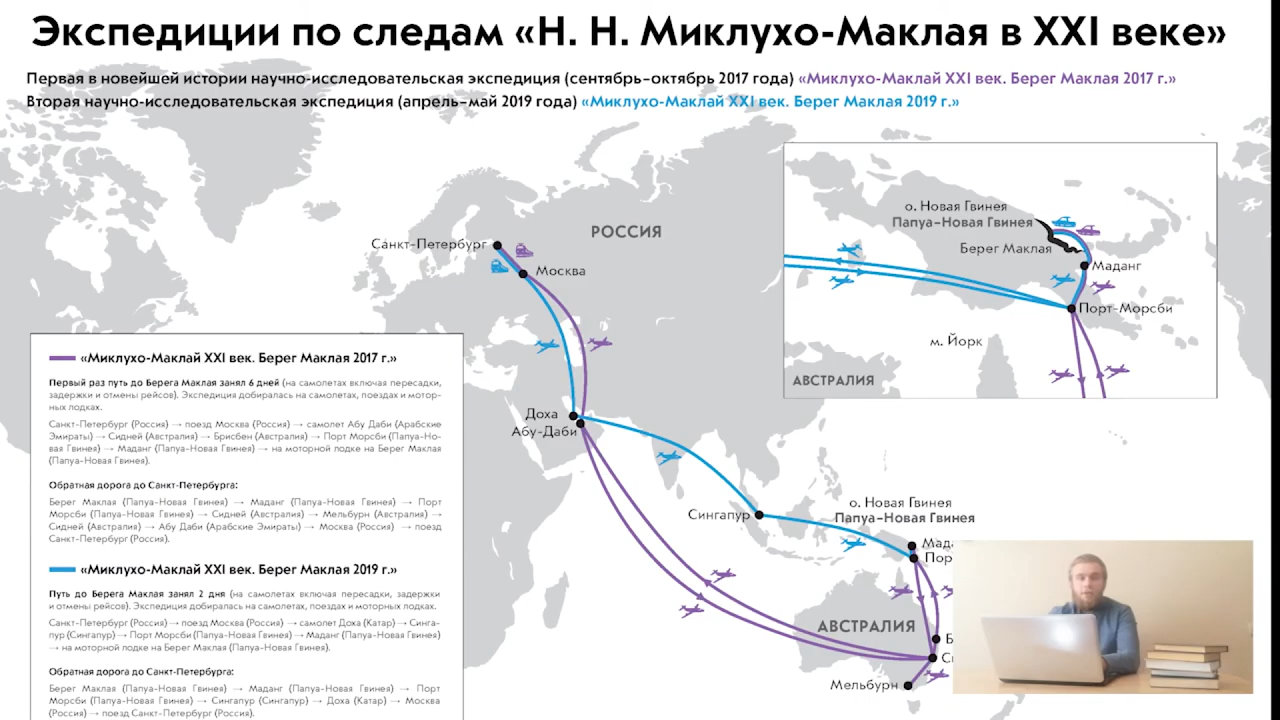 Экспедиции по следам «Н. Н. Миклухо-Маклая в XXI веке»
Первая в новейшей истории научно-исследовательская экспедиция (сентябрь–октябрь 2017 года) «Миклухо-Маклай XXI век. Берег Маклая 2017 г.»
Вторая научно-исследовательская экспедиция (апрель–май 2019 года) «Миклухо-Маклай XXI век. Берег Маклая 2019 г.»
о. Новая Гвинея
Папуа–Новая Гвинея
Берег Маклая
Маданг
Порт-Морсби
м. Йорк
АВСТРАЛИЯ
РОССИЯ
Санкт-Петербург
Москва
Доха
Абу-Даби
Сингапур
о. Новая Гвинея
Папуа–Новая Гвинея
Мада
Пор
АВСТРАЛИЯ
Б
С
Мельбурн
«Миклухо-Маклай XXI век. Берег Маклая 2017 г.»
Первый раз путь до Берега Маклая занял 6 дней (на самолетах включая пересадки,
задержки и отмены рейсов). Экспедиция добиралась на самолетах, поездах и мотор-
ных лодках.
Санкт-Петербург (Россия) → поезд Москва (Россия) → самолет Абу Даби (Арабские
Эмираты) → Сидней (Австралия) → Брисбен (Австралия) → Порт Морсби (Папуа-Но-
вая Гвинея) → Маданг (Папуа-Новая Гвинея) → на моторной лодке на Берег Маклая
(Папуа-Новая Гвинея).
Обратная дорога до Санкт-Петербурга:
Берег Маклая (Папуа-Новая Гвинея) → Маданг (Папуа-Новая Гвинея) → Порт
Морсби (Папуа-Новая Гвинея) → Сидней (Австралия) → Мельбурн (Австралия) →
Сидней (Австралия) → Абу Даби (Арабские Эмираты) → Москва (Россия) → поезд
Санкт-Петербург (Россия).
«Миклухо-Маклай XXI век. Берег Маклая 2019 г.»
Путь до Берега Маклая занял 2 дня (на самолетах включая пересадки, задержки
и отмены рейсов). Экспедиция добиралась на самолетах, поездах и моторных лодках.
Санкт-Петербург (Россия) → поезд Москва (Россия) → самолет Доха (Катар) → Синга-
пур (Сингапур) → Порт Морсби (Папуа-Новая Гвинея) → Маданг (Папуа-Новая Гвинея)
→ на моторной лодке на Берег Маклая (Папуа-Новая Гвинея).
Обратная дорога до Санкт-Петербурга:
Берег Маклая (Папуа-Новая Гвинея) → Маданг (Папуа-Новая Гвинея) → Порт
Морсби (Папуа-Новая Гвинея) → Сингапур (Сингапур) → Доха (Катар) → Москва
(Россия) → поезд Санкт-Петербург (Россия).